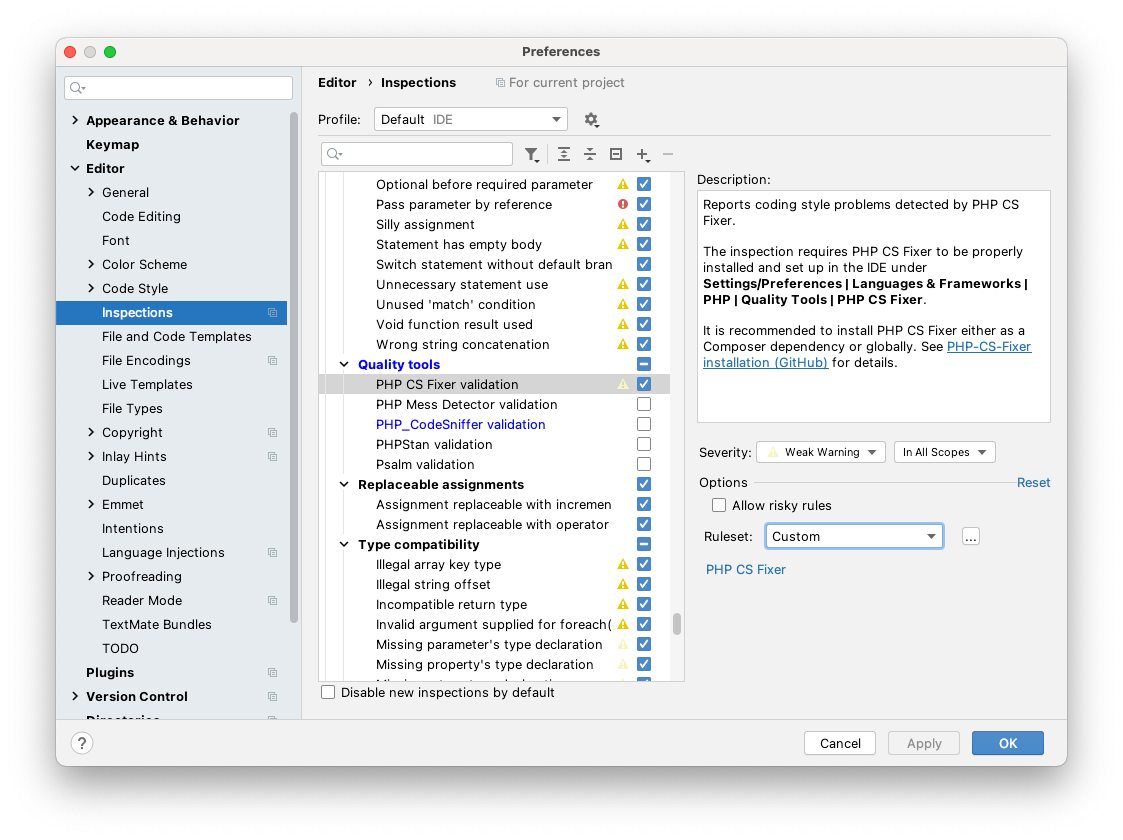 Preferences
Appearance & Behavior
Keymap
Editor
General
Code Editing
Font
Color Scheme
Code Style
Inspections
File and Code Templates
File Encodings
Live Templates
File Types
Copyright
Inlay Hints
Duplicates
Emmet
Intentions
Language Injections
Proofreading
Reader Mode
TextMate Bundles
TODO
Plugins
Version Control
Editor › Inspections For current project
Profile: Default IDE
Optional before required parameter
Pass parameter by reference
Silly assignment
Statement has empty body
Switch statement without default bran
Unnecessary statement use
Unused 'match' condition
Void function result used
Wrong string concatenation
Quality tools
PHP CS Fixer validation
PHP Mess Detector validation
PHP_CodeSniffer validation
PHPStan validation
Psalm validation
Replaceable assignments
Assignment replaceable with incremen
Assignment replaceable with operator
Type compatibility
Illegal array key type
Illegal string offset
Incompatible return type
Invalid argument supplied for foreach(
Missing parameter's type declaration
Missing property's type declaration
Disable new inspections by default
Description:
Reports coding style problems detected by PHP CS
Fixer.
The inspection requires PHP CS Fixer to be properly
installed and set up in the IDE under
Settings/Preferences | Languages & Frameworks |
PHP | Quality Tools | PHP CS Fixer.
It is recommended to install PHP CS Fixer either as a
Composer dependency or globally. See PHP-CS-Fixer
installation (GitHub) for details.
Severity: Weak Warning In All Scopes
Options Reset
Allow risky rules
Ruleset: Custom ...
PHP CS Fixer
? Cancel Apply OK